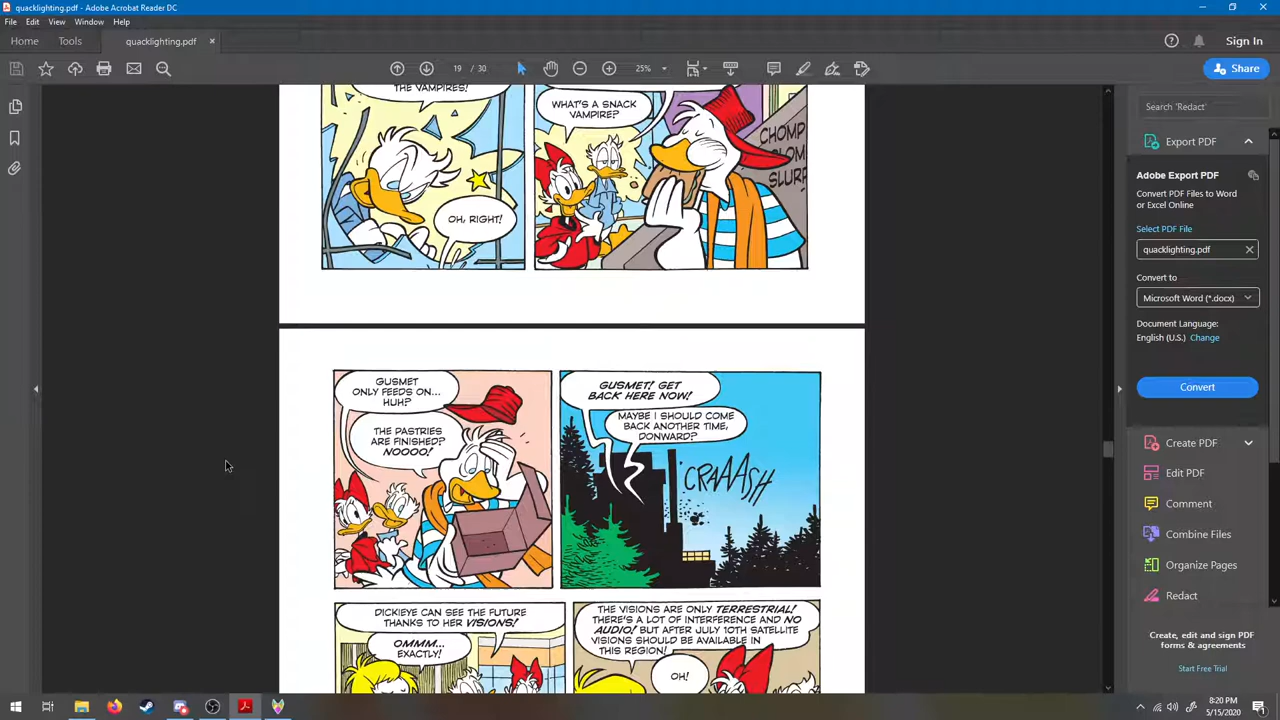 quacklighting.pdf - Adobe Acrobat Reader DC
File Edit View Window Help
Home Tools quacklighting.pdf × Sign In
19 / 30 25% Share
THE VAMPIRES!
OH, RIGHT!
WHAT'S A SNACK
VAMPIRE?
CHOMP
SLURP
GUSMET
ONLY FEEDS ON...
HUH?
THE PASTRIES
ARE FINISHED?
NOOOO!
GUSMET! GET
BACK HERE NOW!
MAYBE I SHOULD COME
BACK ANOTHER TIME,
DONWARD?
CRAAASH
DICKIEYE CAN SEE THE FUTURE
THANKS TO HER VISIONS!
OMMM...
EXACTLY!
THE VISIONS ARE ONLY TERRESTRIAL!
THERE'S A LOT OF INTERFERENCE AND NO
AUDIO! BUT AFTER JULY 10TH SATELLITE
VISIONS SHOULD BE AVAILABLE IN
THIS REGION!
OH!
Search 'Redact'
Export PDF
Adobe Export PDF
Convert PDF Files to Word
or Excel Online
Select PDF File
quacklighting.pdf
Convert to
Microsoft Word (*.docx)
Document Language:
English (U.S.) Change
Convert
Create PDF
Edit PDF
Comment
Combine Files
Organize Pages
Redact
Create, edit and sign PDF
forms & agreements
Start Free Trial
8:20 PM
5/15/2020